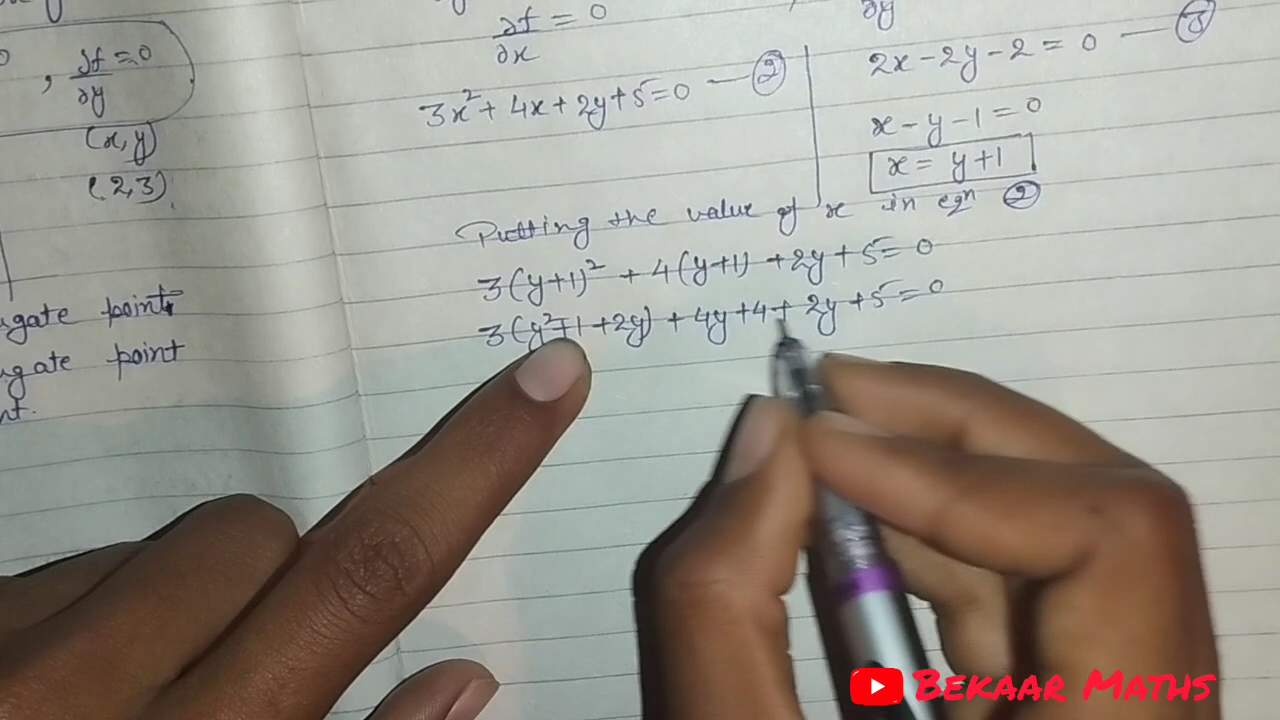 , ∂f/∂y = 0
(x, y)
(2,3).
gate point
gate point
nt.
∂f/∂x = 0
3x² + 4x + 2y + 5 = 0 — ②
∂y
2x - 2y - 2 = 0 — ③
x - y - 1 = 0
x = y + 1
Putting the value of x in eqn ②
3(y+1)² + 4(y+1) + 2y + 5 = 0
3(y²+1+2y) + 4y+4+ 2y +5 = 0
Bekaar Maths